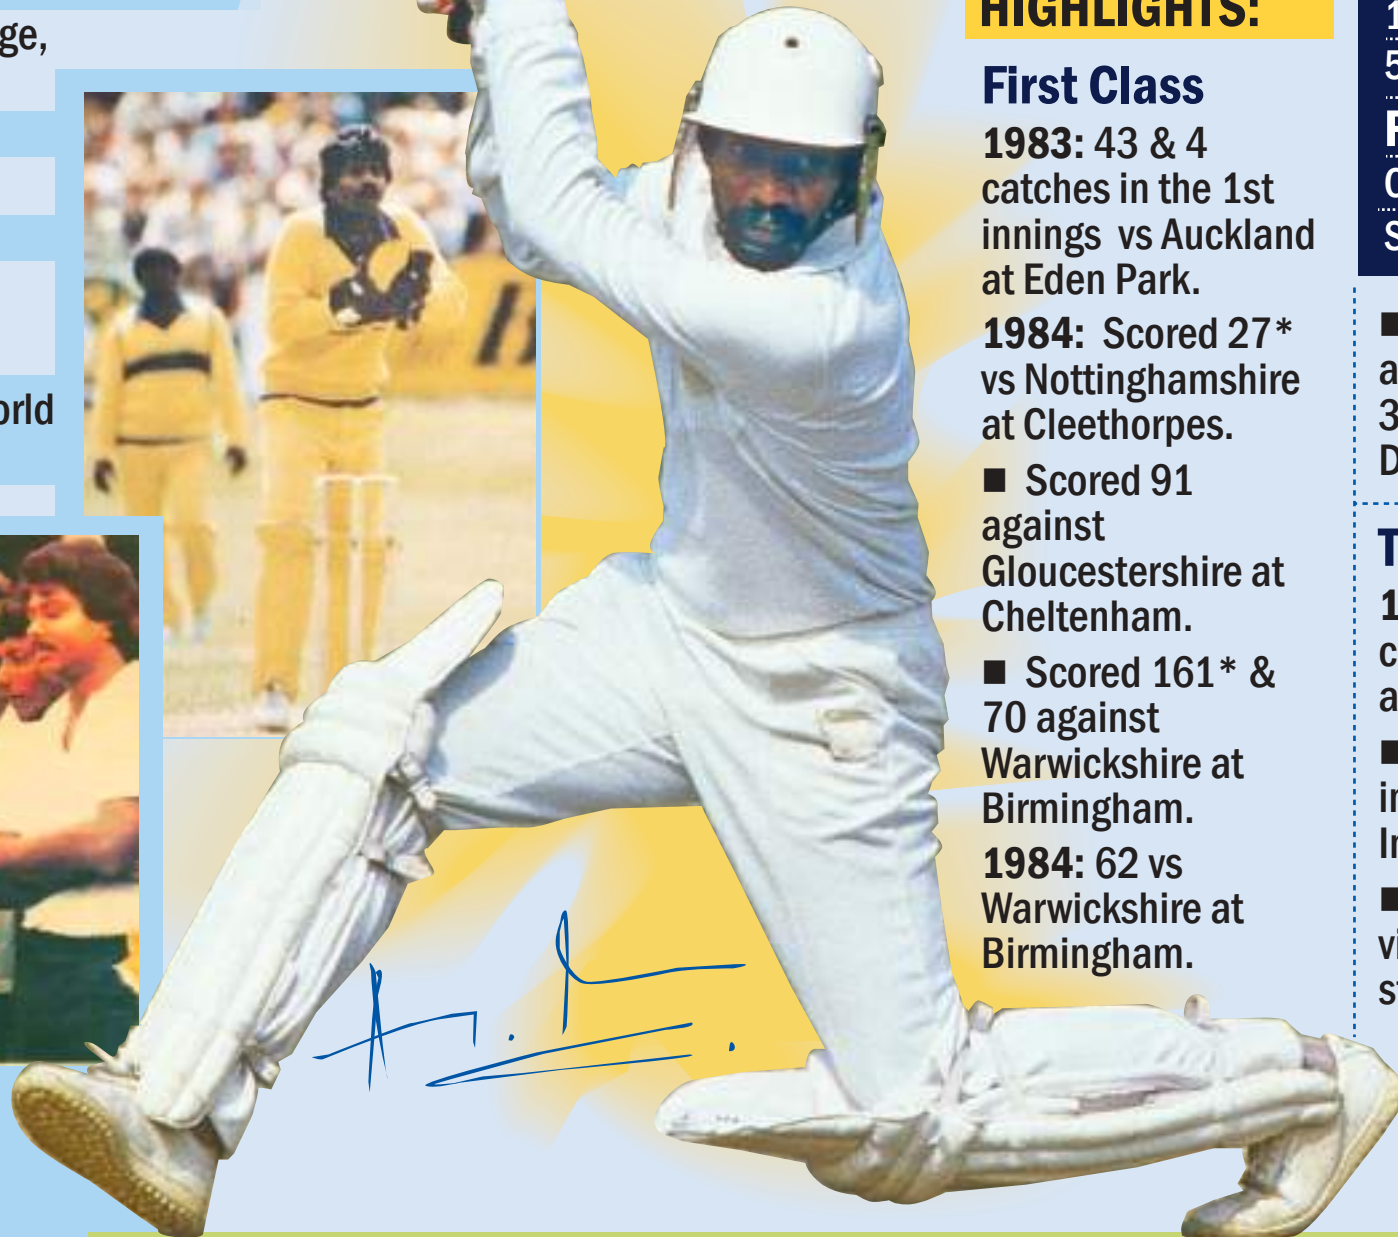 ge,
orld
HIGHLIGHTS:
First Class
1983: 43 & 4
catches in the 1st
innings vs Auckland
at Eden Park.
1984: Scored 27*
vs Nottinghamshire
at Cleethorpes.
■ Scored 91
against
Gloucestershire at
Cheltenham.
■ Scored 161* &
70 against
Warwickshire at
Birmingham.
1984: 62 vs
Warwickshire at
Birmingham.